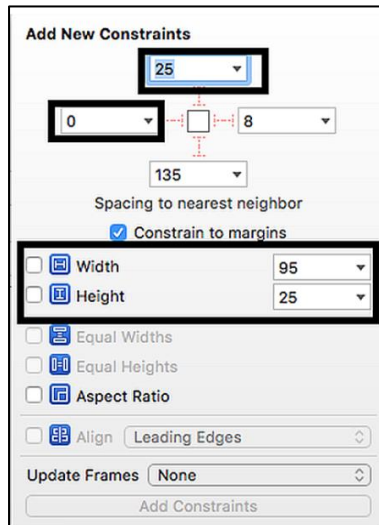 Add New Constraints
25
0
8
135
Spacing to nearest neighbor
Constrain to margins
Width 95
Height 25
Equal Widths
Equal Heights
Aspect Ratio
Align Leading Edges
Update Frames None
Add Constraints